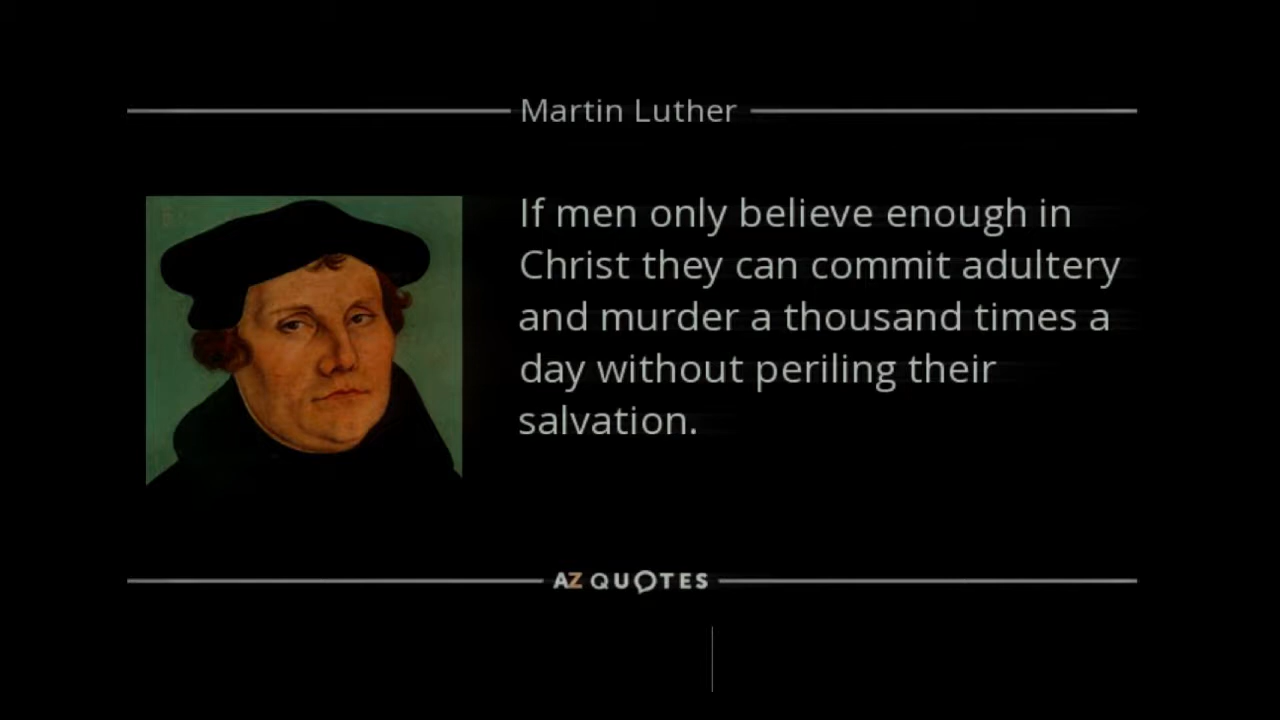 Martin Luther
If men only believe enough in
Christ they can commit adultery
and murder a thousand times a
day without periling their
salvation.
AZ QUOTES